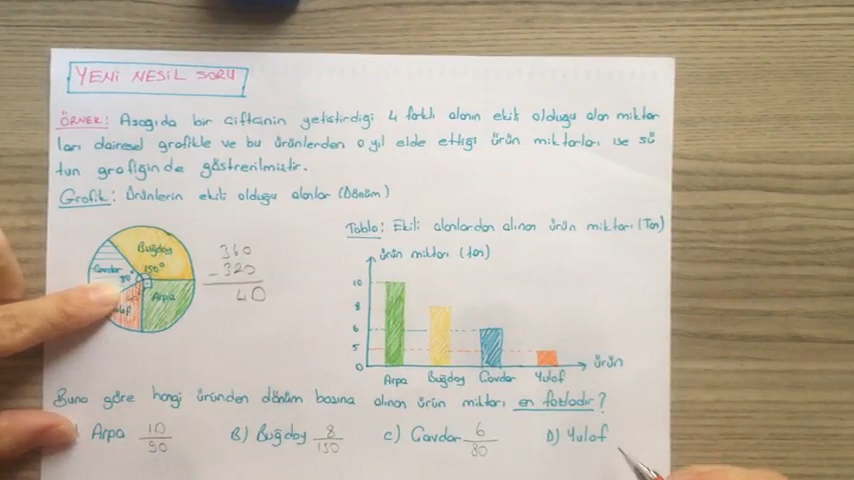 YENİ NESİL SORU
ÖRNEK: Aşağıda bir çiftçinin yetiştirdiği 4 farklı alanın ekili olduğu alan miktar
ları dairesel grafikle ve bu ürünlerden o yıl elde ettiği ürün miktarları ise sü
tun grafiğinde göstrerilmiştir.
Grafik: Ürünlerin ekili olduğu alanlar (Dönüm)
Tablo: Ekili alanlardan alınan ürün miktarı (Ton)
Buğday
150°
Çavdar
80°
Arpa
360
- 320
40
ürün miktarı (ton)
10
8
6
5
0
Arpa Buğday Çavdar Yulaf
ürün
Buna göre hangi üründen dönüm başına alınan ürün miktarı en fazladır?
Arpa 10/90 B) Buğday 8/150 C) Çavdar 6/80 D) Yulaf